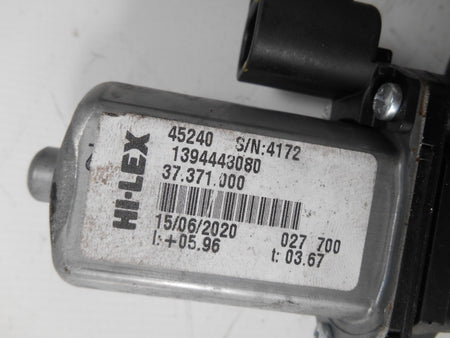 HI-LEX
45240 S/N:4172
1394443080
37.371.000
15/06/2020 027 700
I:+05.96 t: 03.67